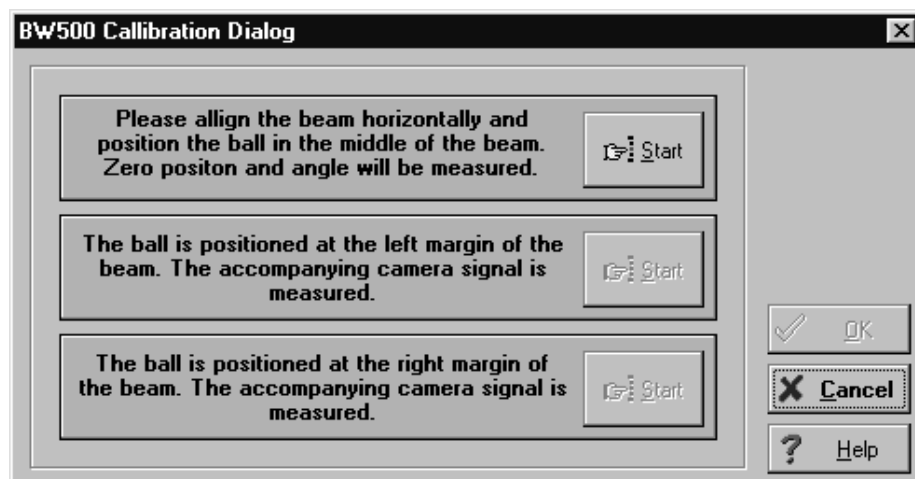 BW500 Callibration Dialog
Please allign the beam horizontally and
position the ball in the middle of the beam.
Zero positon and angle will be measured.
Start
The ball is positioned at the left margin of the
beam. The accompanying camera signal is
measured.
Start
The ball is positioned at the right margin of
the beam. The accompanying camera signal is
measured.
Start
OK
Cancel
Help